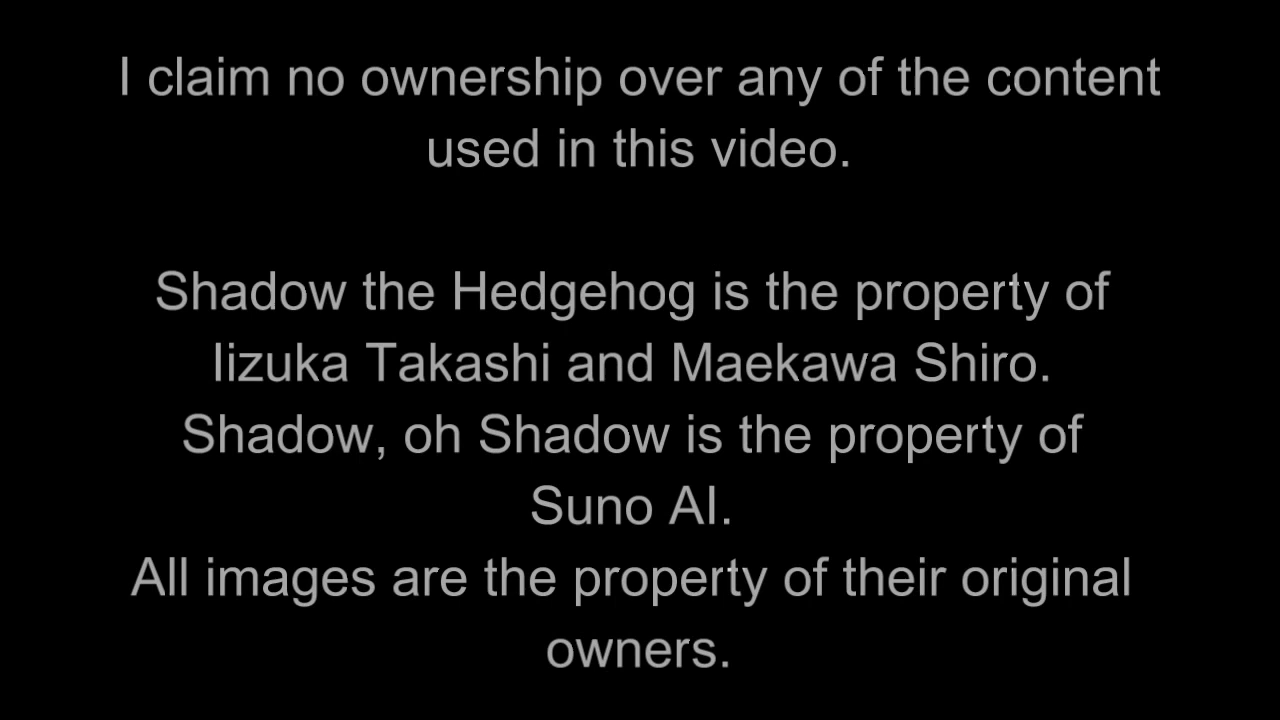 I claim no ownership over any of the content
used in this video.
Shadow the Hedgehog is the property of
Iizuka Takashi and Maekawa Shiro.
Shadow, oh Shadow is the property of
Suno AI.
All images are the property of their original
owners.